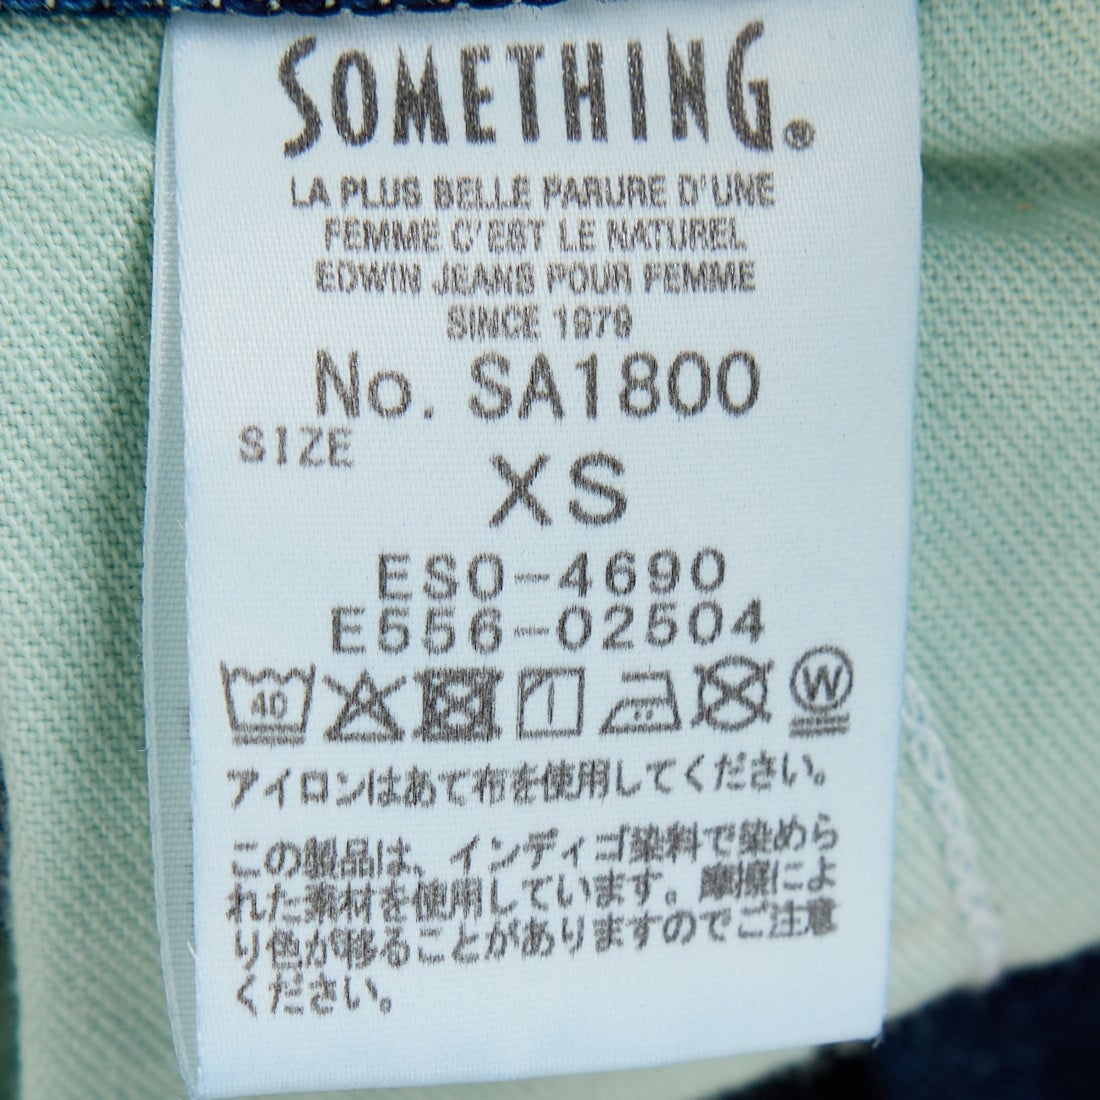 SOMETHING®
LA PLUS BELLE PARURE D'UNE
FEMME C'EST LE NATUREL
EDWIN JEANS POUR FEMME
SINCE 1979
No. SA1800
SIZE
XS
ES0-4690
E556-02504
40
W
アイロンはあて布を使用してください。
この製品は、インディゴ染料で染めら
れた素材を使用しています。摩擦によ
り色が移ることがありますのでご注意
ください。